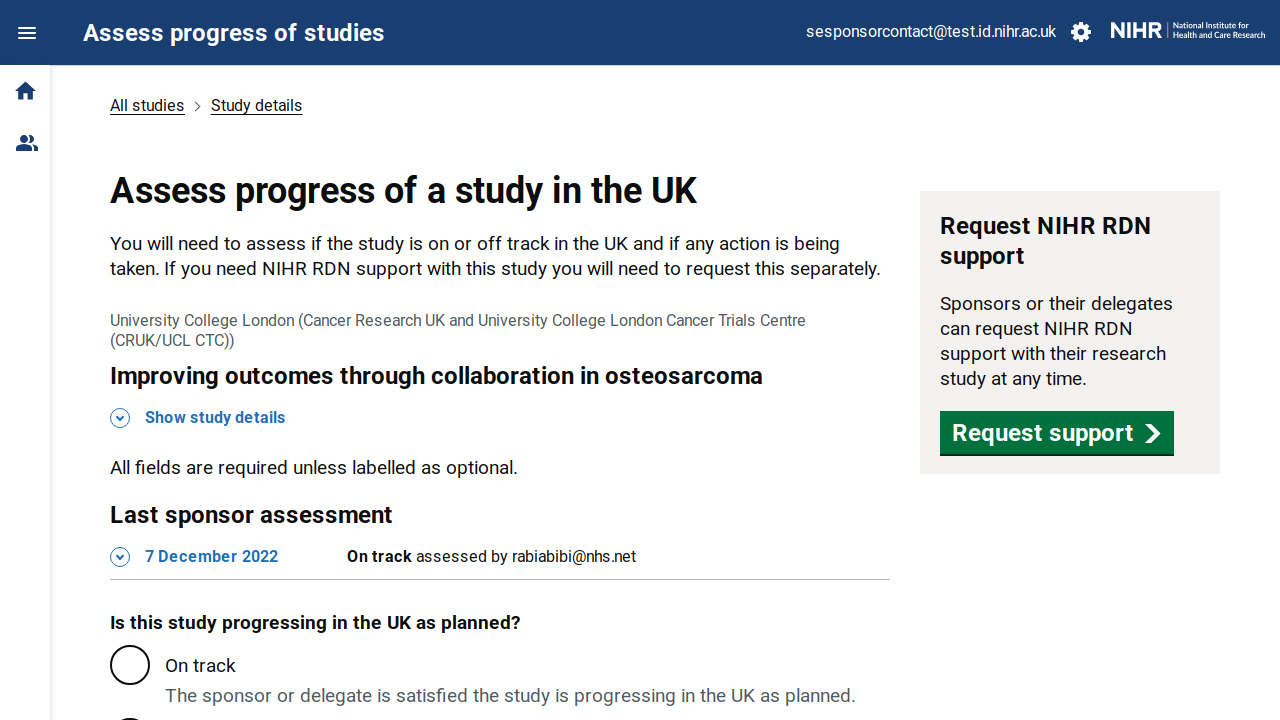 Assess progress of studies
sesponsorcontact@test.id.nihr.ac.uk
NIHR
National Institute for
Health and Care Research
All studies
Study details
Assess progress of a study in the UK
You will need to assess if the study is on or off track in the UK and if any action is being
taken. If you need NIHR RDN support with this study you will need to request this separately.
University College London (Cancer Research UK and University College London Cancer Trials Centre
(CRUK/UCL CTC))
Improving outcomes through collaboration in osteosarcoma
Show study details
All fields are required unless labelled as optional.
Last sponsor assessment
7 December 2022
On track assessed by rabiabibi@nhs.net
Is this study progressing in the UK as planned?
On track
The sponsor or delegate is satisfied the study is progressing in the UK as planned.
Request NIHR RDN
support
Sponsors or their delegates
can request NIHR RDN
support with their research
study at any time.
Request support